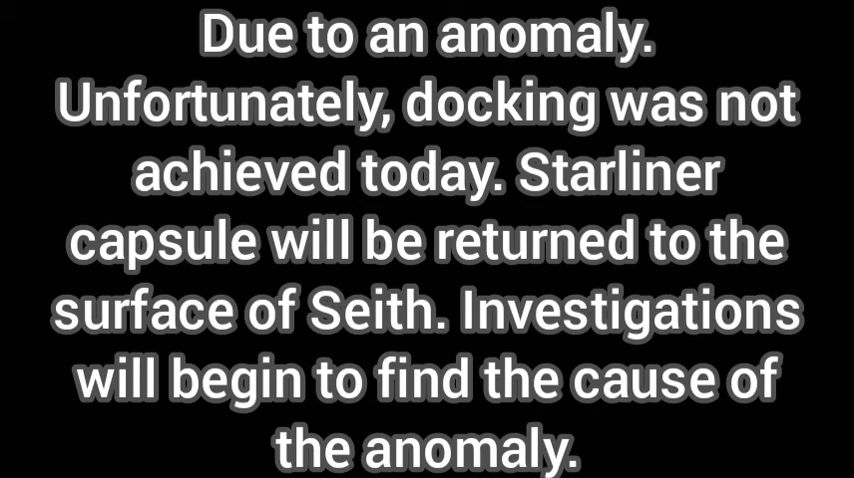 Due to an anomaly.
Unfortunately, docking was not
achieved today. Starliner
capsule will be returned to the
surface of Seith. Investigations
will begin to find the cause of
the anomaly.